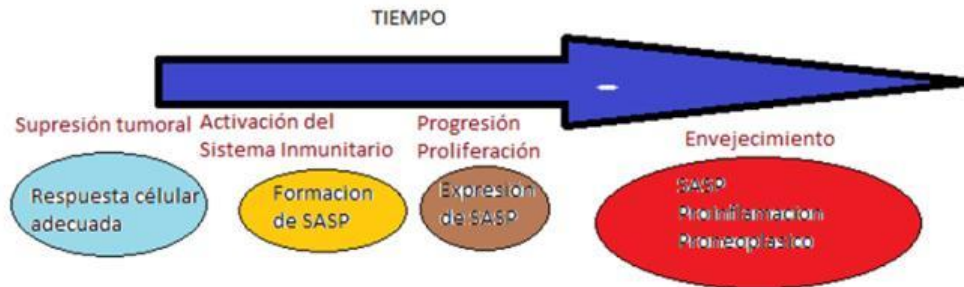 TIEMPO
Supresión tumoral
Activación del
Sistema Inmunitario
Progresión
Proliferación
Envejecimiento
Respuesta célular
adecuada
Formacion
de SASP
Expresión
de SASP
SASP
Proinflamacion
Proneoplasico